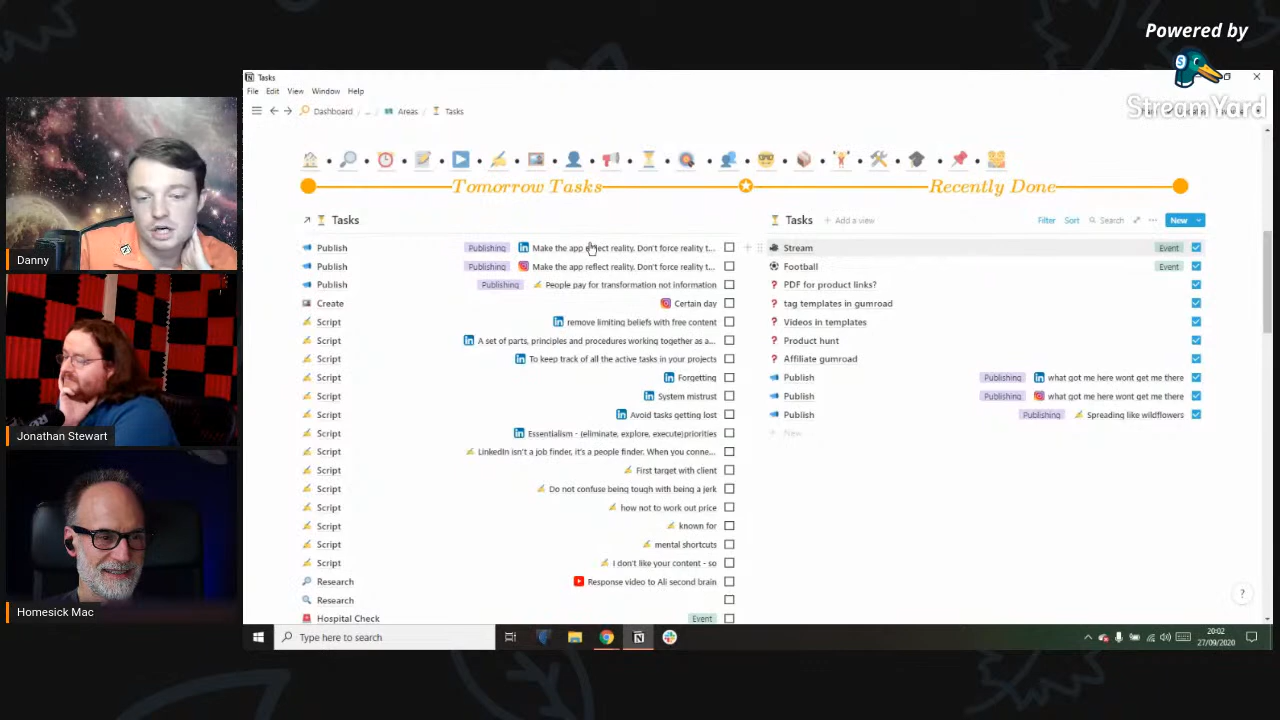 Powered by
StreamYard
Tasks
File Edit View Window Help
Dashboard / ... Areas / Tasks
Tomorrow Tasks
Recently Done
Tasks
Publish Publishing Make the app reflect reality. Don't force reality t...
Publish Publishing Make the app reflect reality. Don't force reality t...
Publish Publishing People pay for transformation not information
Create Certain day
Script remove limiting beliefs with free content
Script A set of parts, principles and procedures working together as a...
Script To keep track of all the active tasks in your projects
Script Forgetting
Script System mistrust
Script Avoid tasks getting lost
Script Essentialism - (eliminate, explore, execute)priorities
Script LinkedIn isn't a job finder, it's a people finder. When you conne...
Script First target with client
Script Do not confuse being tough with being a jerk
Script how not to work out price
Script known for
Script mental shortcuts
Script I don't like your content - so
Research Response video to Ali second brain
Research
Hospital Check Event
Tasks + Add a view Filter Sort Search ... New
Stream Event
Football Event
? PDF for product links?
? tag templates in gumroad
? Videos in templates
? Product hunt
? Affiliate gumroad
Publish Publishing what got me here wont get me there
Publish Publishing what got me here wont get me there
Publish Publishing Spreading like wildflowers
+ New
?
Type here to search
20:02
27/09/2020
Danny
Jonathan Stewart
Homesick Mac